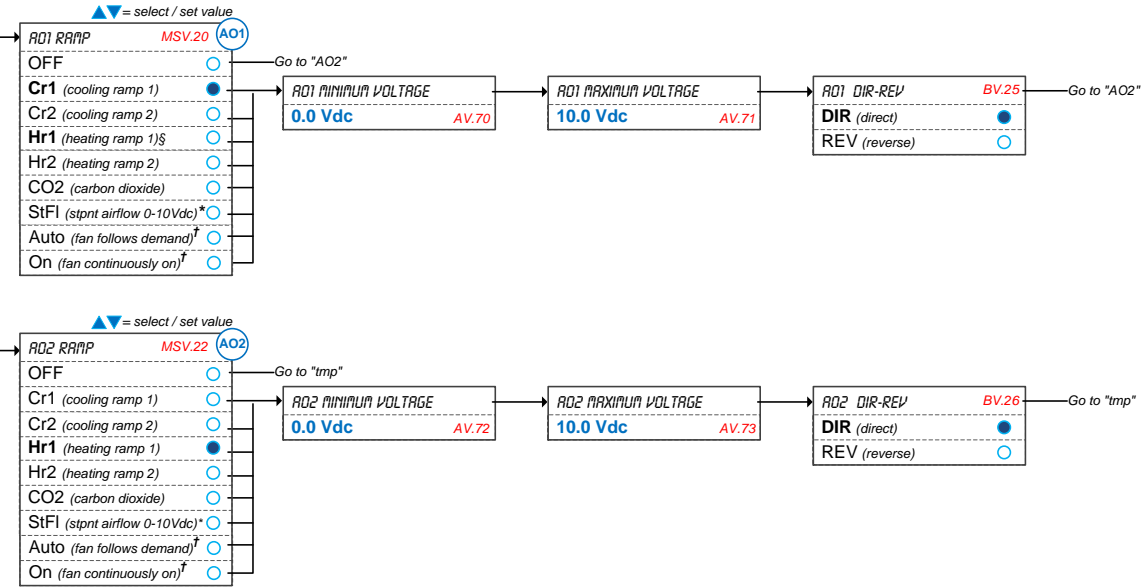 ▲▼= select / set value
AO1 RAMP MSV.20 AO1
OFF Go to "AO2"
Cr1 (cooling ramp 1) AO1 MINIMUM VOLTAGE AO1 MAXIMUM VOLTAGE AO1 DIR-REV BV.25 Go to "AO2"
Cr2 (cooling ramp 2) 0.0 Vdc AV.70 10.0 Vdc AV.71 DIR (direct)
Hr1 (heating ramp 1)§ REV (reverse)
Hr2 (heating ramp 2)
CO2 (carbon dioxide)
StFl (stpnt airflow 0-10Vdc)*
Auto (fan follows demand)†
On (fan continuously on)†
▲▼= select / set value
AO2 RAMP MSV.22 AO2
OFF Go to "tmp"
Cr1 (cooling ramp 1) AO2 MINIMUM VOLTAGE AO2 MAXIMUM VOLTAGE AO2 DIR-REV BV.26 Go to "tmp"
Cr2 (cooling ramp 2) 0.0 Vdc AV.72 10.0 Vdc AV.73 DIR (direct)
Hr1 (heating ramp 1) REV (reverse)
Hr2 (heating ramp 2)
CO2 (carbon dioxide)
StFl (stpnt airflow 0-10Vdc)*
Auto (fan follows demand)†
On (fan continuously on)†